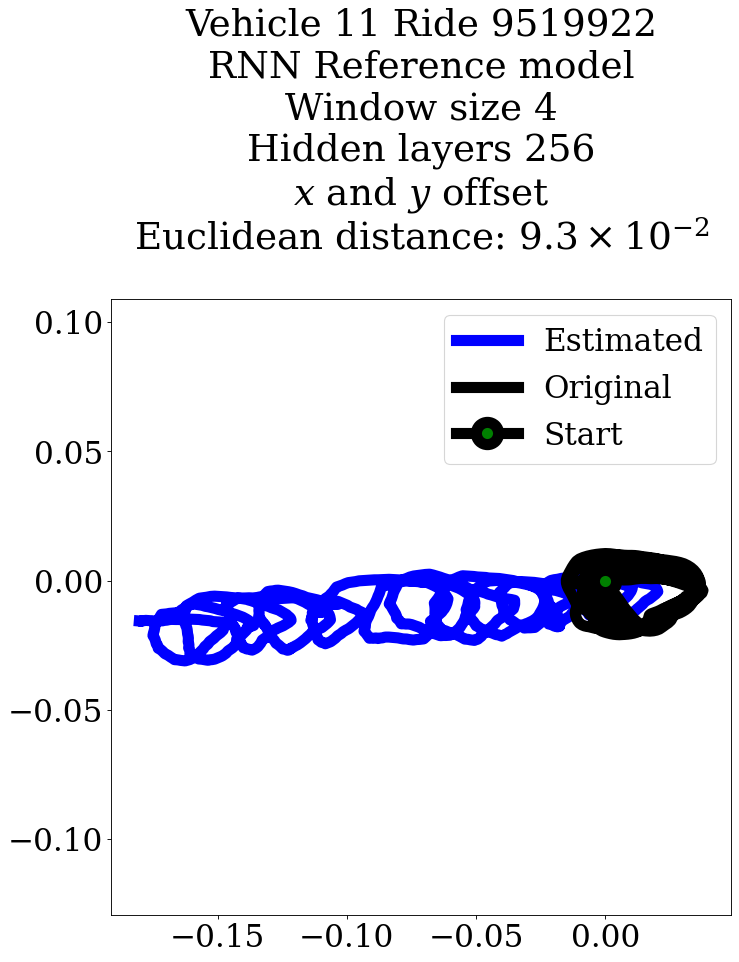 Vehicle 11 Ride 9519922
RNN Reference model
Window size 4
Hidden layers 256
x and y offset
Euclidean distance: 9.3 × 10⁻²
Estimated
Original
Start
0.10
0.05
0.00
−0.05
−0.10
−0.15 −0.10 −0.05 0.00